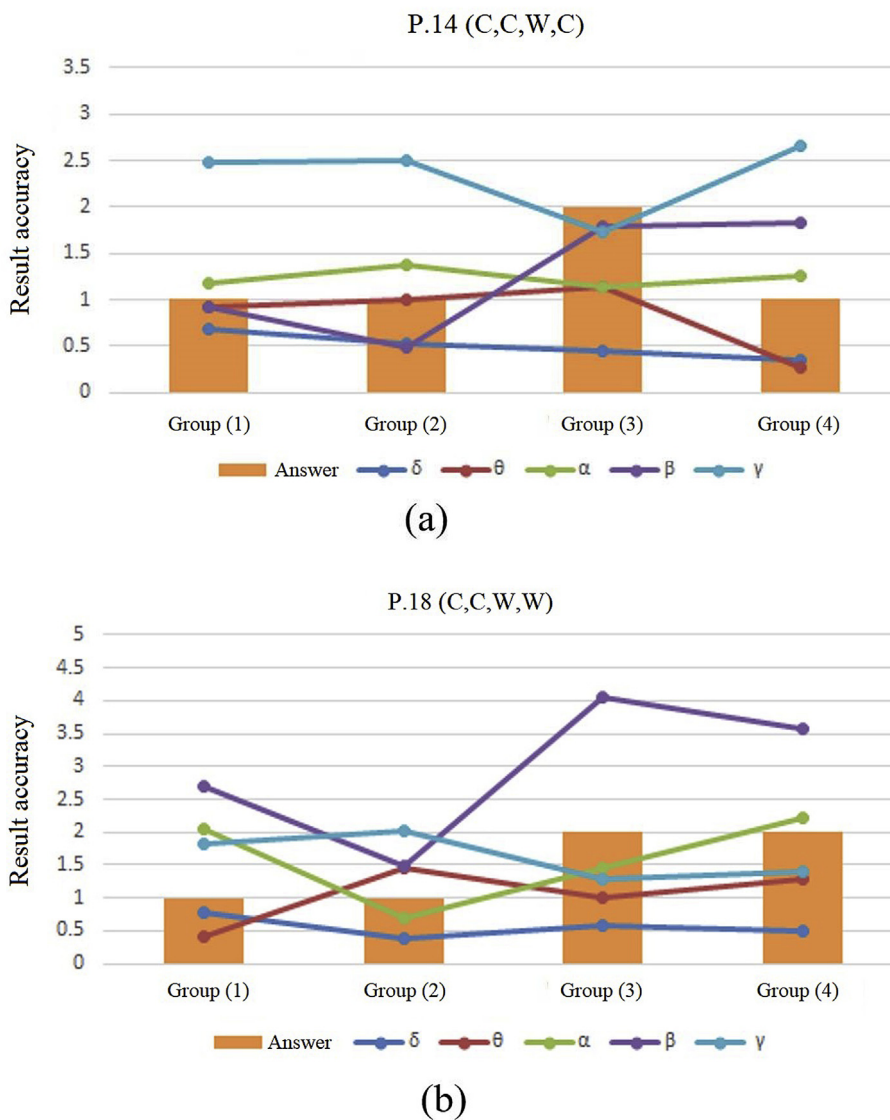 P.14 (C,C,W,C)
Result accuracy
3.5
3
2.5
2
1.5
1
0.5
0
Group (1) Group (2) Group (3) Group (4)
Answer δ θ α β γ
(a)
P.18 (C,C,W,W)
Result accuracy
5
4.5
4
3.5
3
2.5
2
1.5
1
0.5
0
Group (1) Group (2) Group (3) Group (4)
Answer δ θ α β γ
(b)